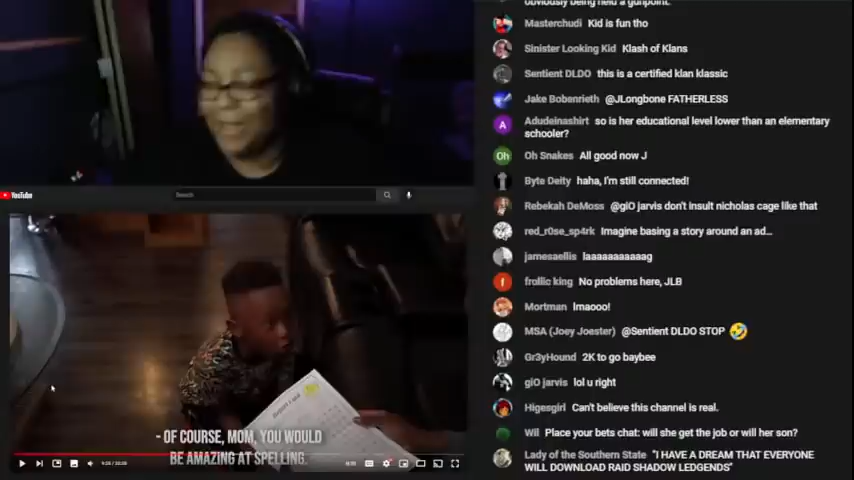 obviously being held a gunpoint.
Masterchudi Kid is fun tho
Sinister Looking Kid Klash of Klans
Sentient DLDO this is a certified klan klassic
Jake Bobenrieth @JLongbone FATHERLESS
Adudeinashirt so is her educational level lower than an elementary
schooler?
Oh Snakes All good now J
Byte Deity haha, I'm still connected!
Rebekah DeMoss @giO jarvis don't insult nicholas cage like that
red_r0se_sp4rk Imagine basing a story around an ad...
jamesaellis laaaaaaaaaag
frollic king No problems here, JLB
Mortman lmaooo!
MSA (Joey Joester) @Sentient DLDO STOP
Gr3yHound 2K to go baybee
giO jarvis lol u right
Higesgirl Can't believe this channel is real.
Wil Place your bets chat: will she get the job or will her son?
Lady of the Southern State "I HAVE A DREAM THAT EVERYONE
WILL DOWNLOAD RAID SHADOW LEDGENDS"
YouTube
Search
- OF COURSE, MOM, YOU WOULD
BE AMAZING AT SPELLING.